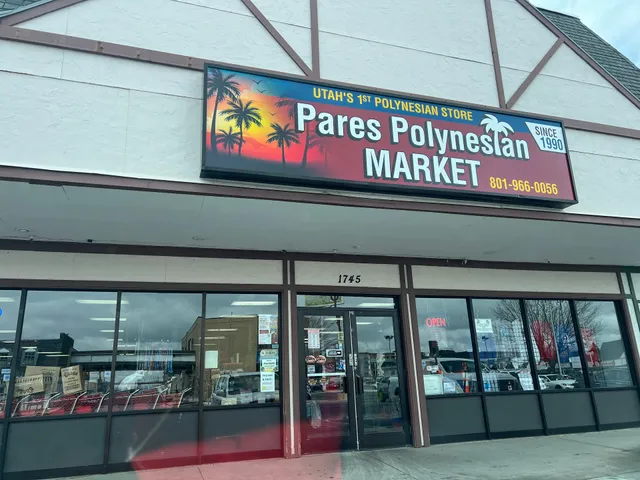 UTAH'S 1ST POLYNESIAN STORE
Pares Polynesian
MARKET
SINCE
1990
801-966-0056
1745
OPEN